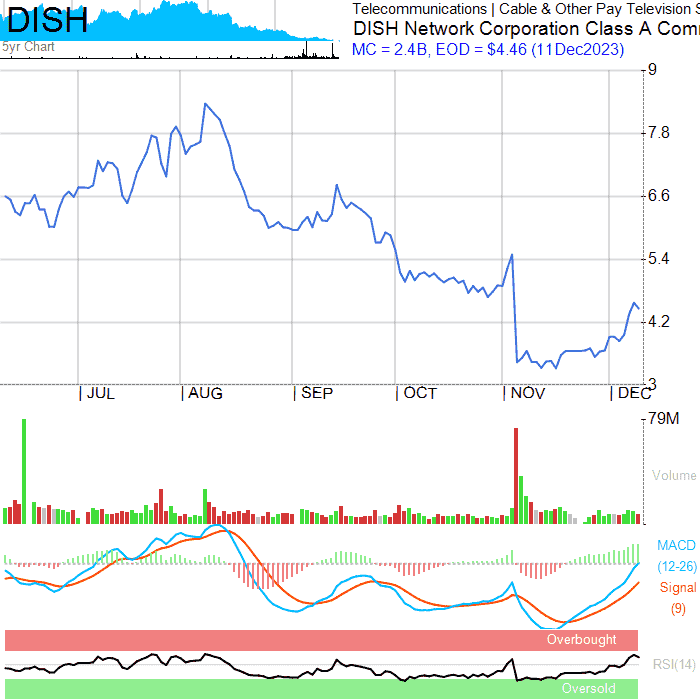 DISH
Telecommunications | Cable & Other Pay Television S
DISH Network Corporation Class A Com
5yr Chart
MC = 2.4B, EOD = $4.46 (11Dec2023)
9
7.8
6.6
5.4
4.2
3
| JUL | AUG | SEP | OCT | NOV | DEC
79M
Volume
MACD
(12-26)
Signal
(9)
Overbought
RSI(14)
Oversold